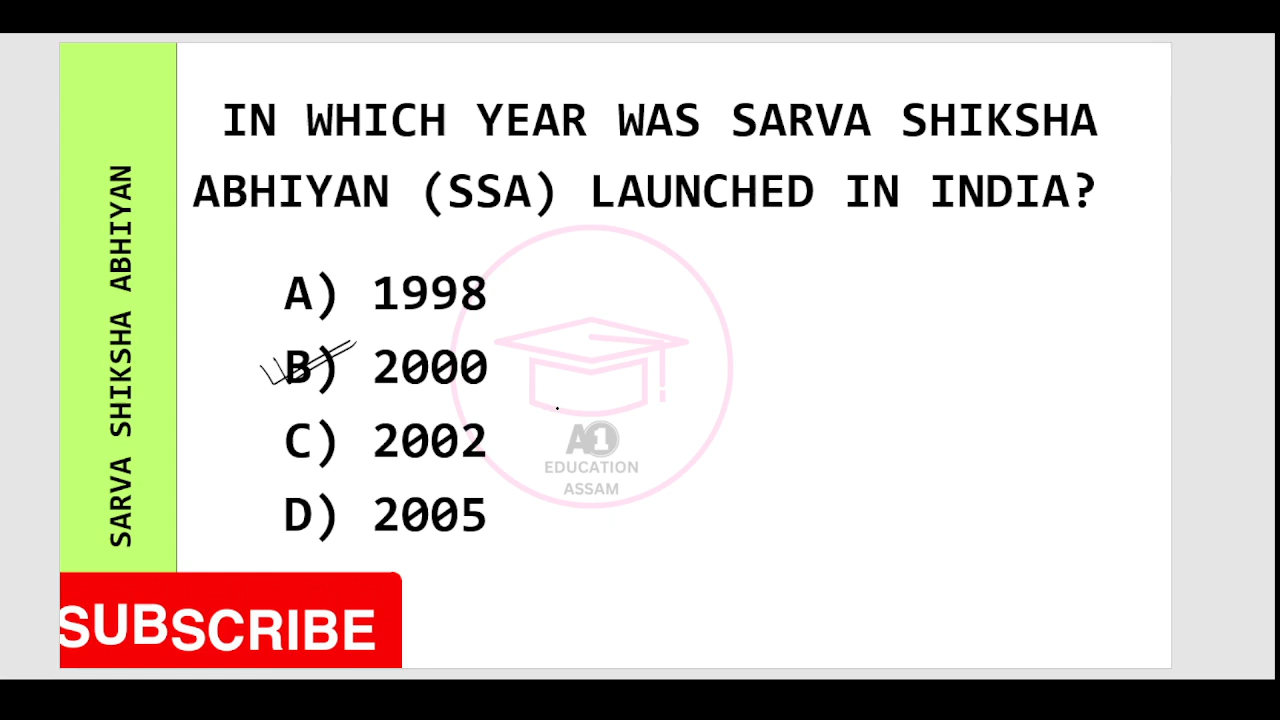 SARVA SHIKSHA ABHIYAN
IN WHICH YEAR WAS SARVA SHIKSHA
ABHIYAN (SSA) LAUNCHED IN INDIA?
A) 1998
B) 2000
C) 2002
D) 2005
A1
EDUCATION
ASSAM
SUBSCRIBE